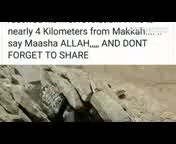 nearly 4 Kilometers from Makkah....
say Maasha ALLAH,,,,, AND DONT
FORGET TO SHARE